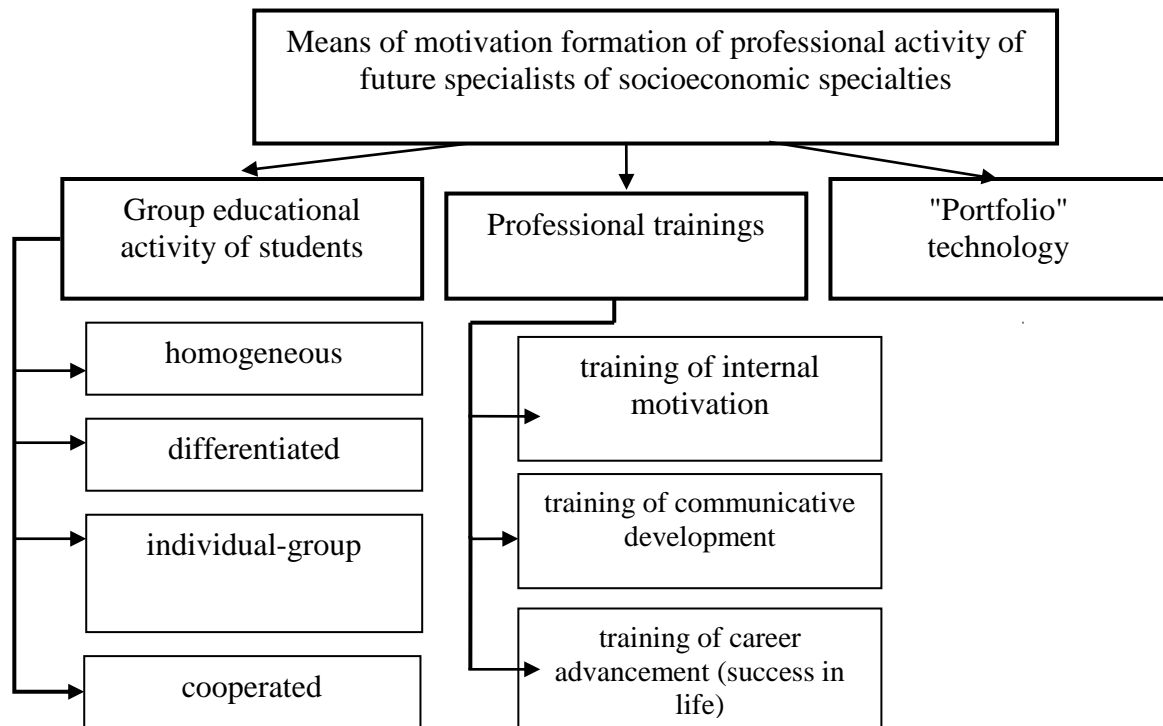 Means of motivation formation of professional activity of
future specialists of socioeconomic specialties
Group educational
activity of students
Professional trainings
"Portfolio"
technology
homogeneous
differentiated
individual-group
cooperated
training of internal
motivation
training of communicative
development
training of career
advancement (success in
life)